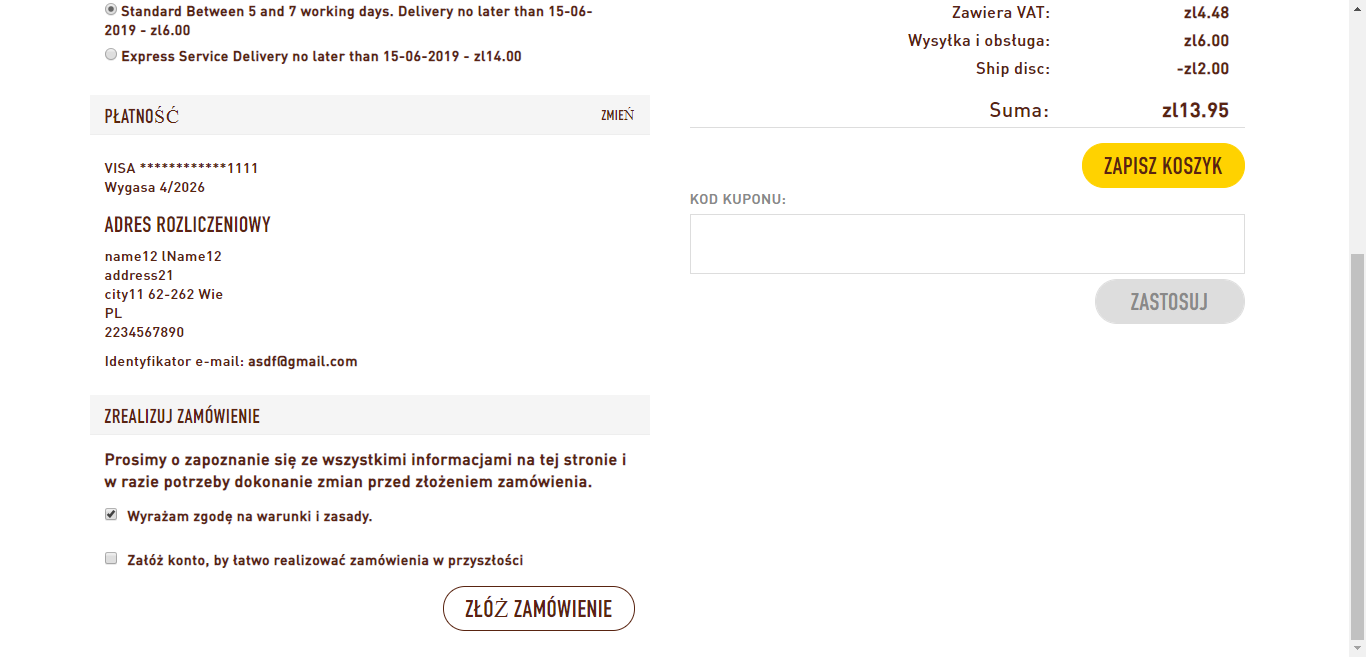 Standard Between 5 and 7 working days. Delivery no later than 15-06-
2019 - zl6.00
Express Service Delivery no later than 15-06-2019 - zl14.00
PŁATNOŚĆ
ZMIEŃ
VISA ************1111
Wygasa 4/2026
ADRES ROZLICZENIOWY
name12 lName12
address21
city11 62-262 Wie
PL
2234567890
Identyfikator e-mail: asdf@gmail.com
ZREALIZUJ ZAMÓWIENIE
Prosimy o zapoznanie się ze wszystkimi informacjami na tej stronie i
w razie potrzeby dokonanie zmian przed złożeniem zamówienia.
Wyrażam zgodę na warunki i zasady.
Załóż konto, by łatwo realizować zamówienia w przyszłości
ZŁÓŻ ZAMÓWIENIE
Zawiera VAT: zl4.48
Wysyłka i obsługa: zl6.00
Ship disc: -zl2.00
Suma: zl13.95
ZAPISZ KOSZYK
KOD KUPONU:
ZASTOSUJ